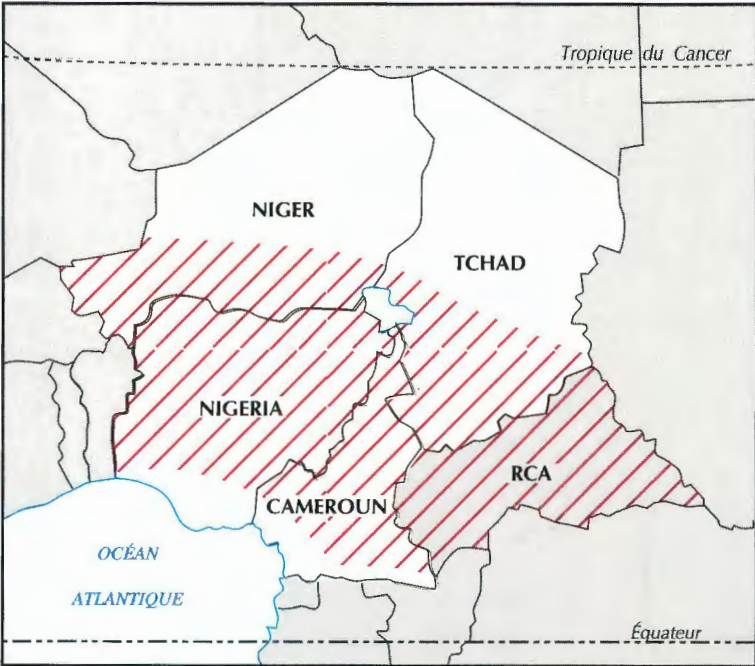 Tropique du Cancer
NIGER
TCHAD
NIGERIA
RCA
CAMEROUN
OCÉAN
ATLANTIQUE
Équateur